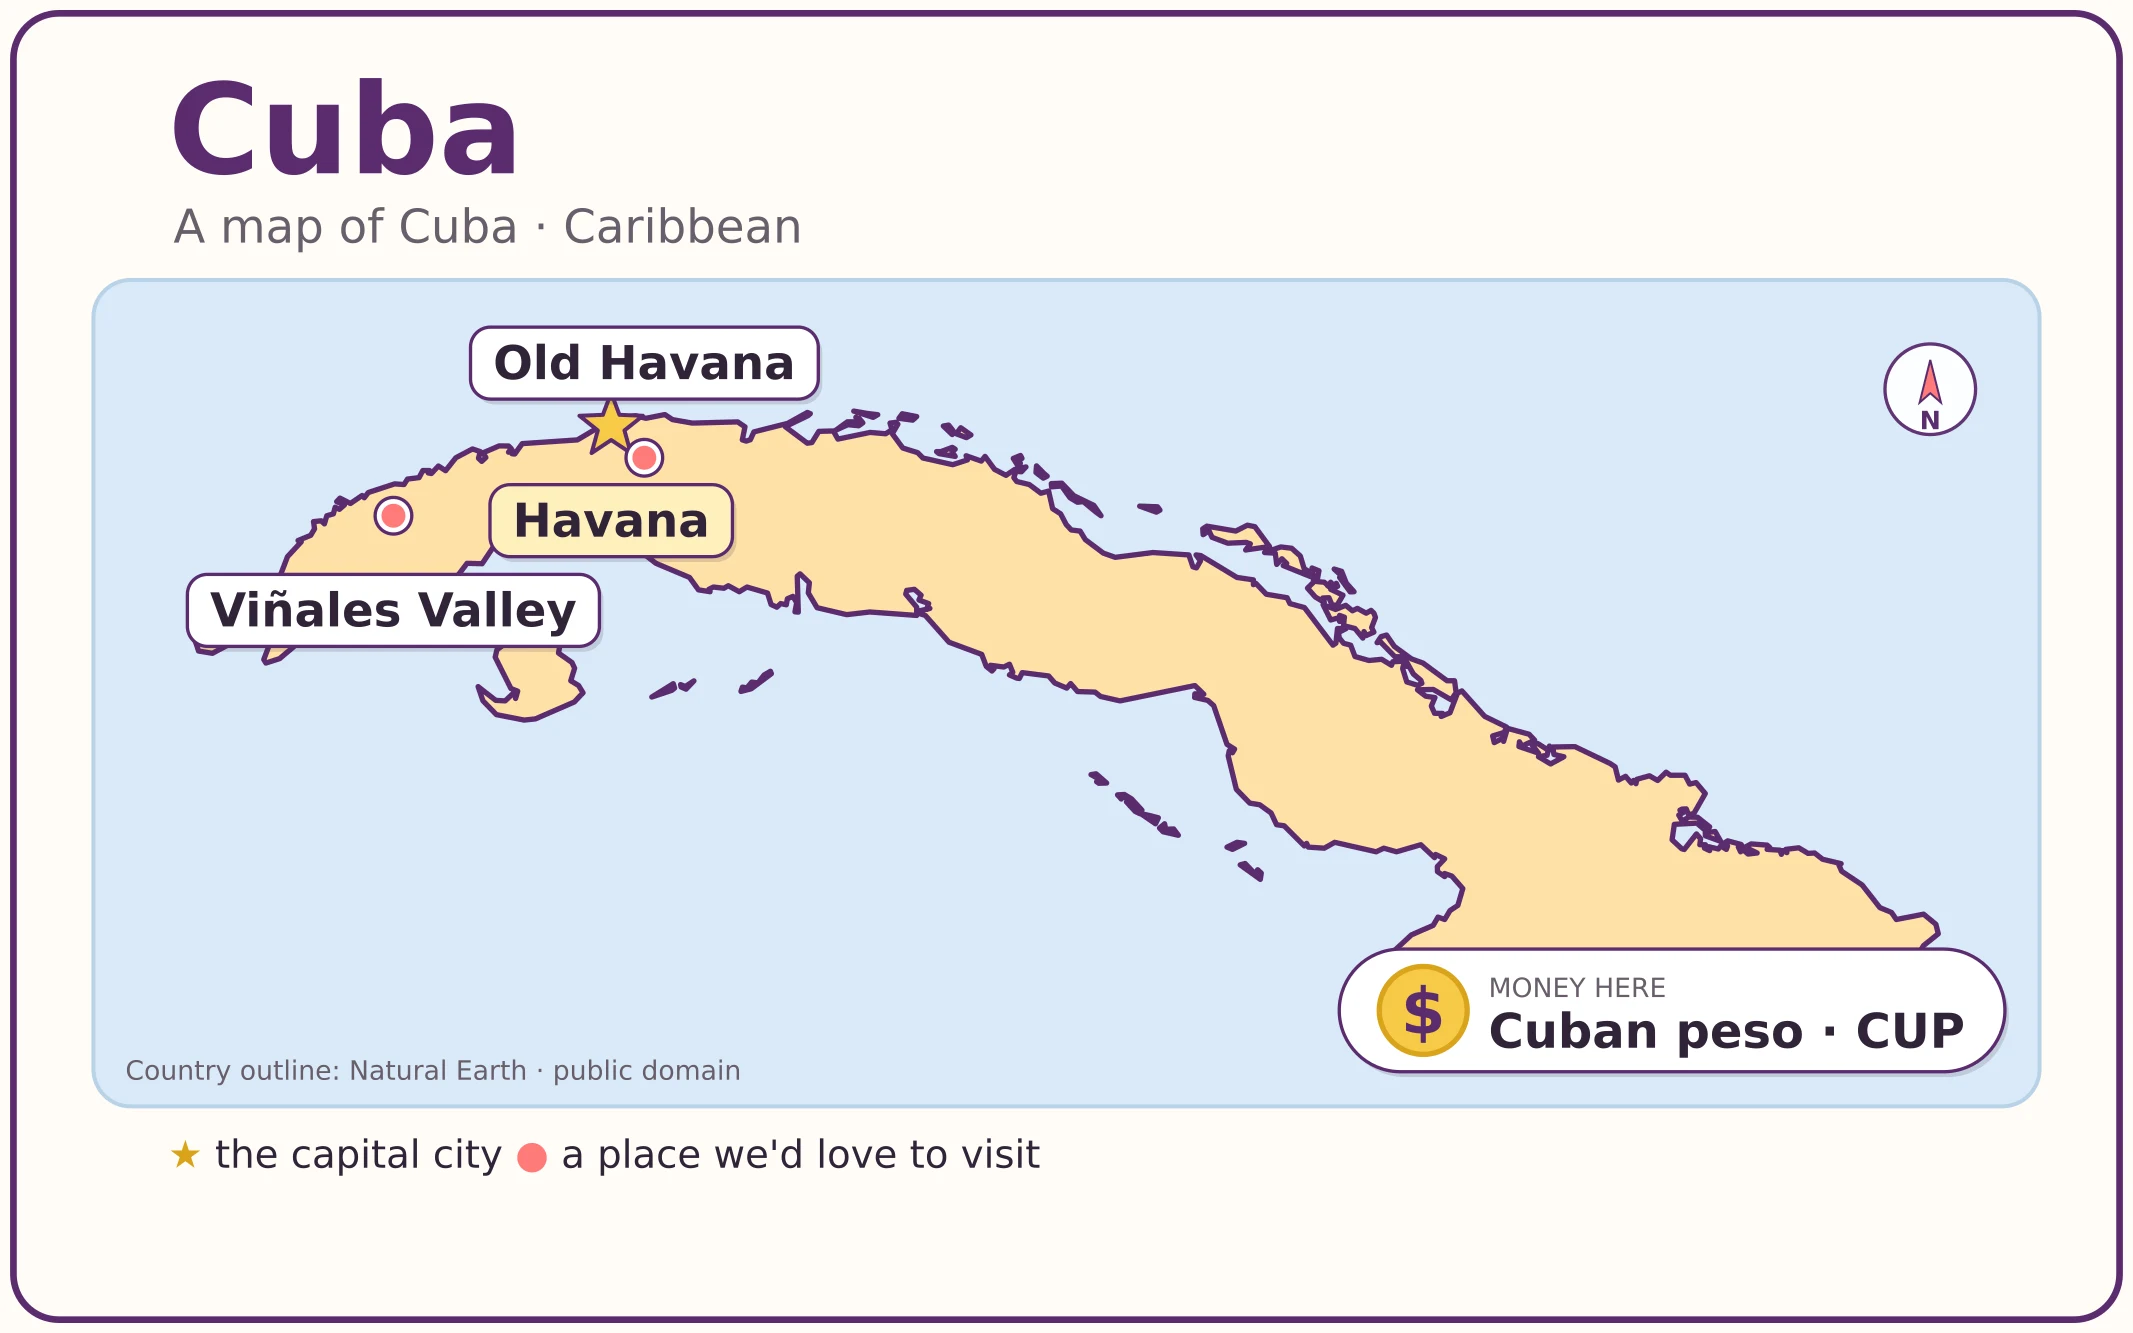 Cuba
A map of Cuba · Caribbean
Old Havana
N
Havana
Viñales Valley
$
MONEY HERE
Cuban peso · CUP
Country outline: Natural Earth · public domain
★ the capital city ● a place we'd love to visit